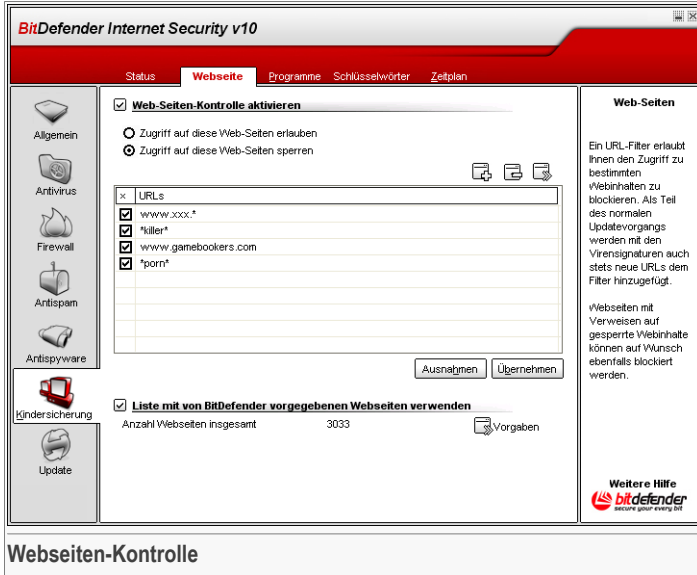 BitDefender Internet Security v10
Status Webseite Programme Schlüsselwörter Zeitplan
Allgemein
Antivirus
Firewall
Antispam
Antispyware
Kindersicherung
Update
Web-Seiten-Kontrolle aktivieren
Zugriff auf diese Web-Seiten erlauben
Zugriff auf diese Web-Seiten sperren
× URLs
www.xxx.*
*killer*
www.gamebookers.com
*porn*
Ausnahmen Übernehmen
Liste mit von BitDefender vorgegebenen Webseiten verwenden
Anzahl Webseiten insgesamt 3033 Vorgaben
Web-Seiten
Ein URL-Filter erlaubt
Ihnen den Zugriff zu
bestimmten
Webinhalten zu
blockieren. Als Teil
des normalen
Updatevorgangs
werden mit den
Virensignaturen auch
stets neue URLs dem
Filter hinzugefügt.
Webseiten mit
Verweisen auf
gesperrte Webinhalte
können auf Wunsch
ebenfalls blockiert
werden.
Weitere Hilfe
bitdefender
secure your every bit
Webseiten-Kontrolle